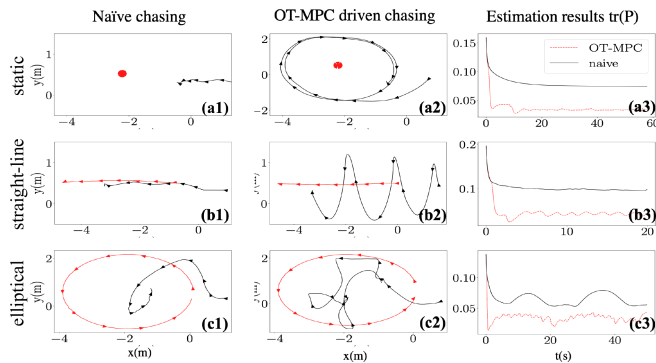 Naïve chasing
OT-MPC driven chasing
Estimation results tr(P)
static
y(m)
2
1
0
−4
−2
0
(a1)
2
0
−2
−4
−2
0
(a2)
0.15
0.10
0.05
0
20
40
60
OT-MPC
naive
(a3)
straight-line
y(m)
1
0
−4
−2
0
(b1)
1
0
−4
−2
0
(b2)
0.2
0.1
0
10
20
(b3)
elliptical
y(m)
2
0
−4
−2
0
x(m)
(c1)
2
0
−4
−2
0
x(m)
(c2)
0.10
0.05
0
20
40
t(s)
(c3)